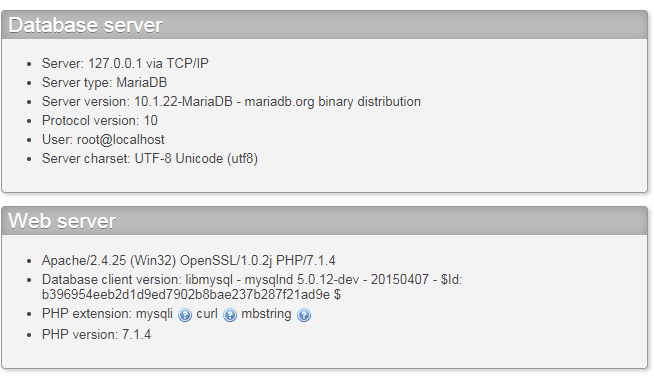 Database server
Server: 127.0.0.1 via TCP/IP
Server type: MariaDB
Server version: 10.1.22-MariaDB - mariadb.org binary distribution
Protocol version: 10
User: root@localhost
Server charset: UTF-8 Unicode (utf8)
Web server
Apache/2.4.25 (Win32) OpenSSL/1.0.2j PHP/7.1.4
Database client version: libmysql - mysqlnd 5.0.12-dev - 20150407 - $Id:
b396954eeb2d1d9ed7902b8bae237b287f21ad9e $
PHP extension: mysqli curl mbstring
PHP version: 7.1.4